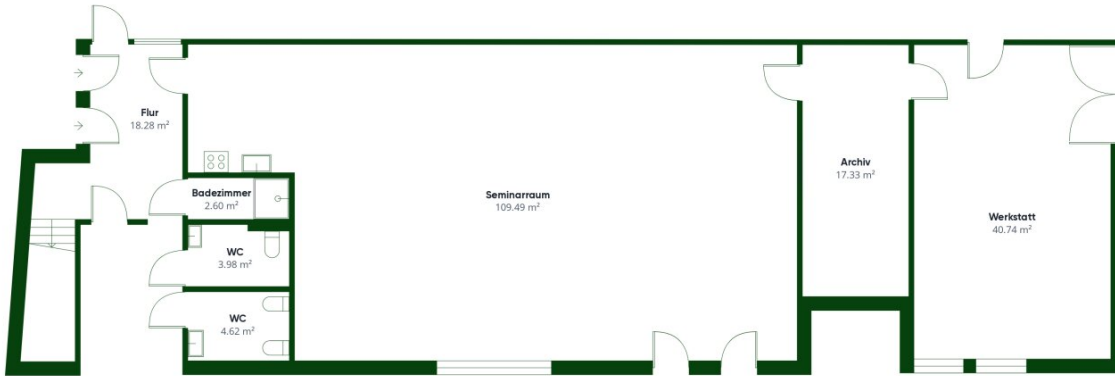 Flur
18.28 m²
Badezimmer
2.60 m²
WC
3.98 m²
WC
4.62 m²
Seminarraum
109.49 m²
Archiv
17.33 m²
Werkstatt
40.74 m²